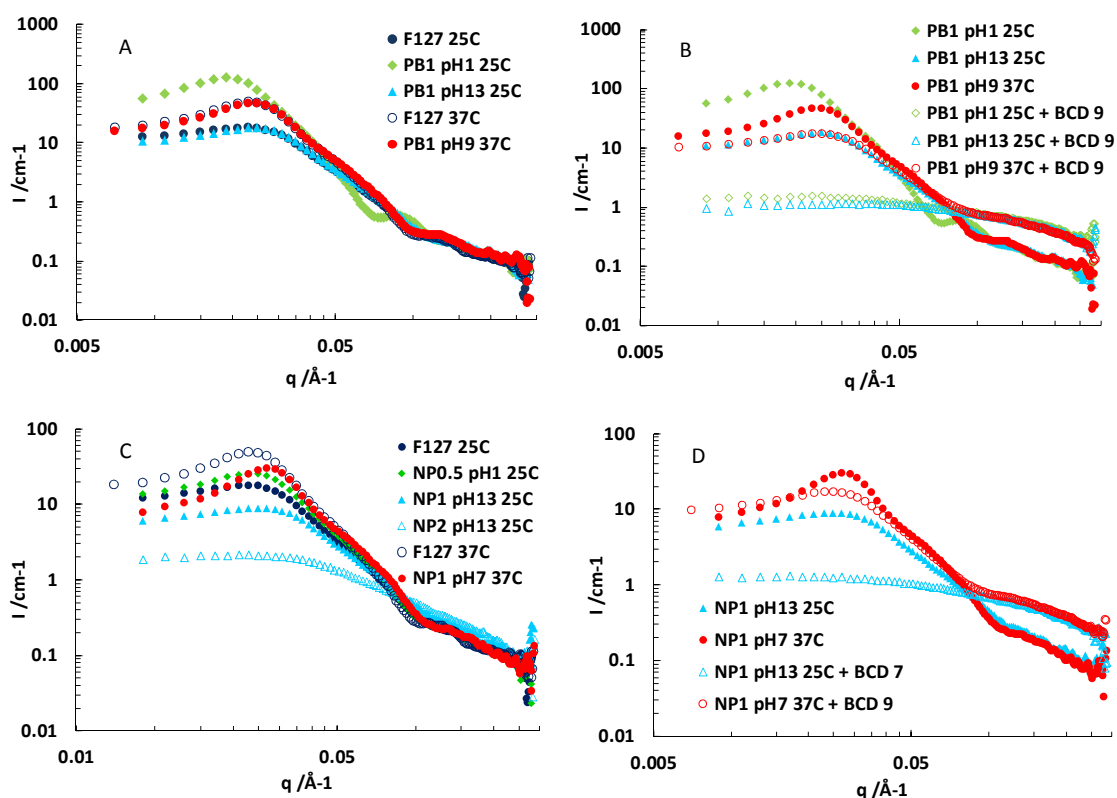 A
1000
100
10
1
0.1
0.01
I /cm-1
0.005
0.05
q /Å-1
F127 25C
PB1 pH1 25C
PB1 pH13 25C
F127 37C
PB1 pH9 37C
B
1000
100
10
1
0.1
0.01
I /cm-1
0.005
0.05
q /Å-1
PB1 pH1 25C
PB1 pH13 25C
PB1 pH9 37C
PB1 pH1 25C + BCD 9
PB1 pH13 25C + BCD 9
PB1 pH9 37C + BCD 9
C
100
10
1
0.1
0.01
I /cm-1
0.01
0.05
q /Å-1
F127 25C
NP0.5 pH1 25C
NP1 pH13 25C
NP2 pH13 25C
F127 37C
NP1 pH7 37C
D
100
10
1
0.1
0.01
I /cm-1
0.005
0.05
q /Å-1
NP1 pH13 25C
NP1 pH7 37C
NP1 pH13 25C + BCD 7
NP1 pH7 37C + BCD 9